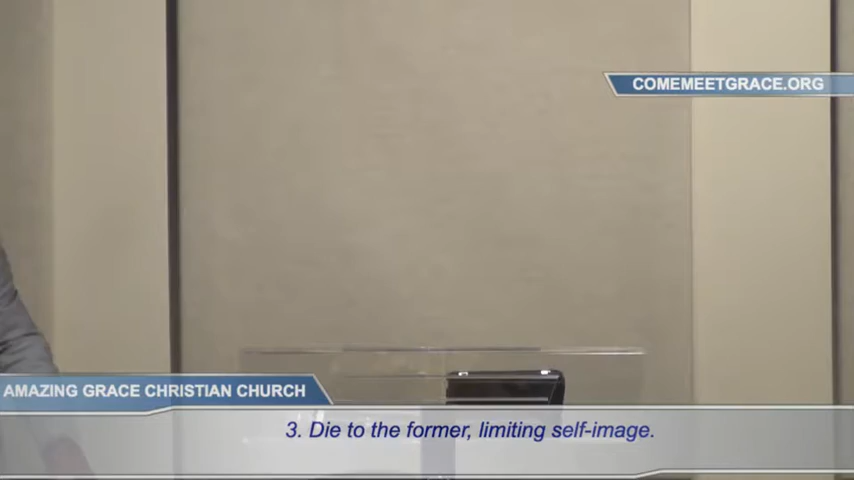 COMEMEETGRACE.ORG
AMAZING GRACE CHRISTIAN CHURCH
3. Die to the former, limiting self-image.